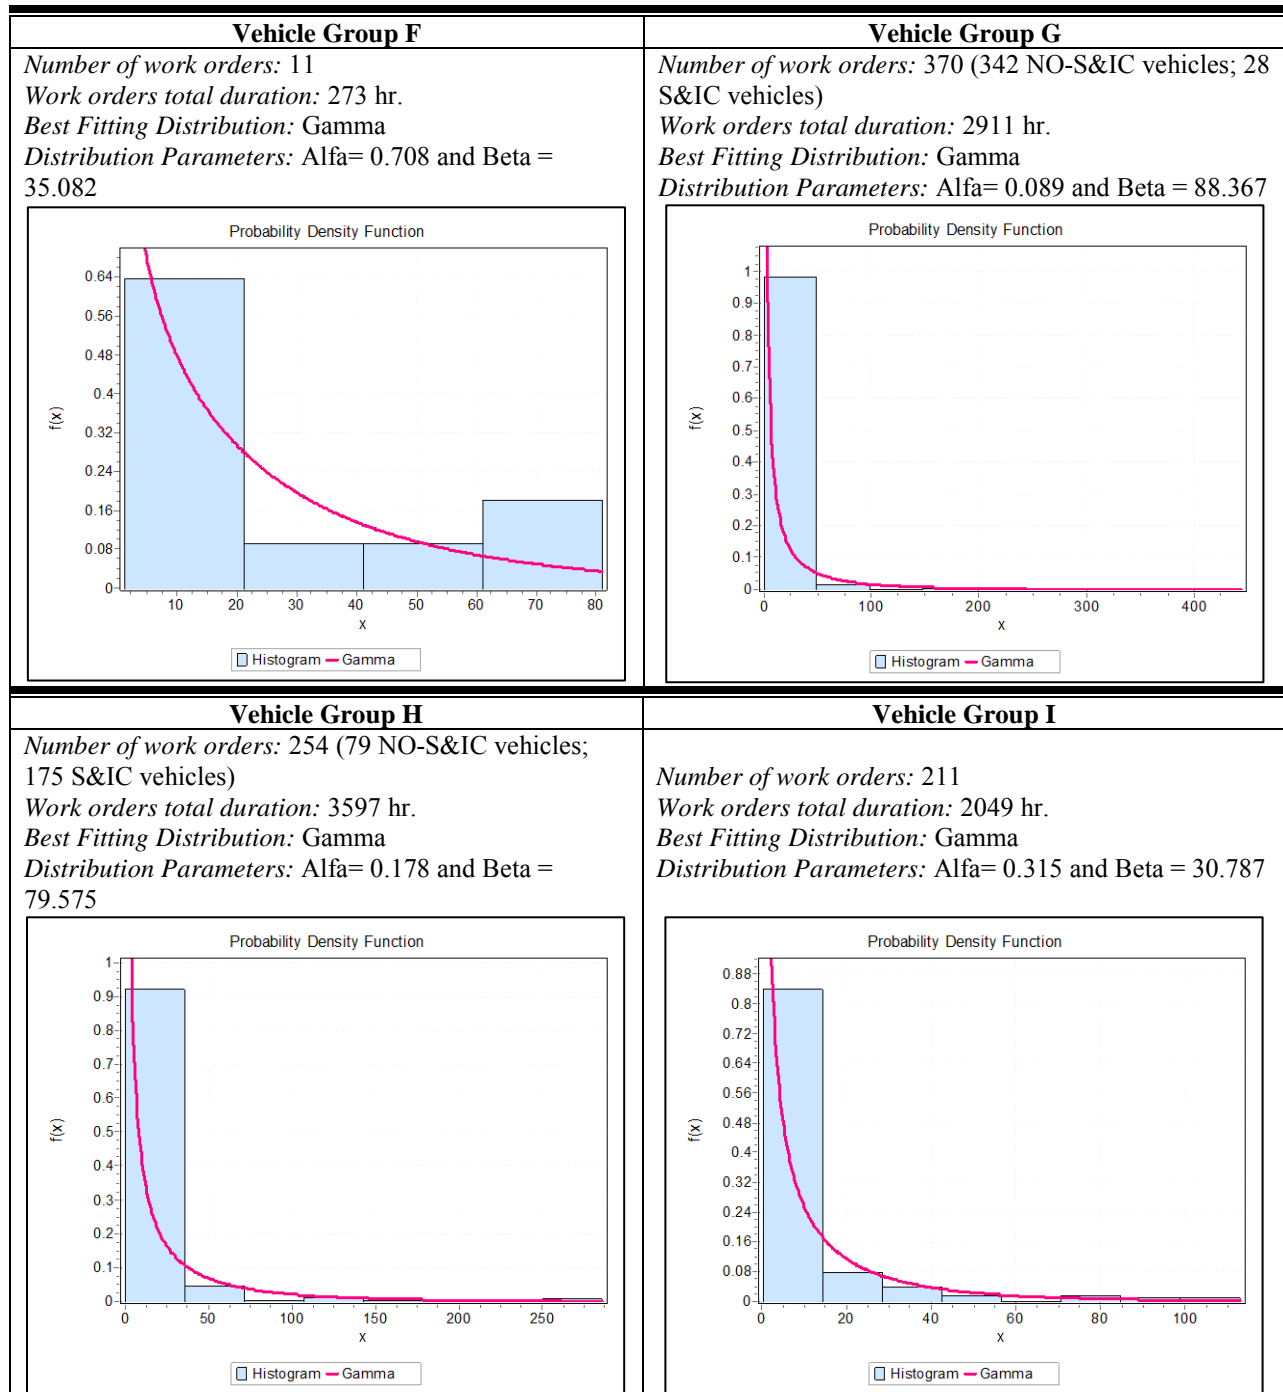 Vehicle Group F
Number of work orders: 11
Work orders total duration: 273 hr.
Best Fitting Distribution: Gamma
Distribution Parameters: Alfa= 0.708 and Beta =
35.082
Probability Density Function
f(x)
0.64
0.56
0.48
0.4
0.32
0.24
0.16
0.08
0
10 20 30 40 50 60 70 80
x
Histogram Gamma
Vehicle Group G
Number of work orders: 370 (342 NO-S&IC vehicles; 28
S&IC vehicles)
Work orders total duration: 2911 hr.
Best Fitting Distribution: Gamma
Distribution Parameters: Alfa= 0.089 and Beta = 88.367
Probability Density Function
f(x)
1
0.9
0.8
0.7
0.6
0.5
0.4
0.3
0.2
0.1
0
0 100 200 300 400
x
Histogram Gamma
Vehicle Group H
Number of work orders: 254 (79 NO-S&IC vehicles;
175 S&IC vehicles)
Work orders total duration: 3597 hr.
Best Fitting Distribution: Gamma
Distribution Parameters: Alfa= 0.178 and Beta =
79.575
Probability Density Function
f(x)
1
0.9
0.8
0.7
0.6
0.5
0.4
0.3
0.2
0.1
0
0 50 100 150 200 250
x
Histogram Gamma
Vehicle Group I
Number of work orders: 211
Work orders total duration: 2049 hr.
Best Fitting Distribution: Gamma
Distribution Parameters: Alfa= 0.315 and Beta = 30.787
Probability Density Function
f(x)
0.88
0.8
0.72
0.64
0.56
0.48
0.4
0.32
0.24
0.16
0.08
0
0 20 40 60 80 100
x
Histogram Gamma